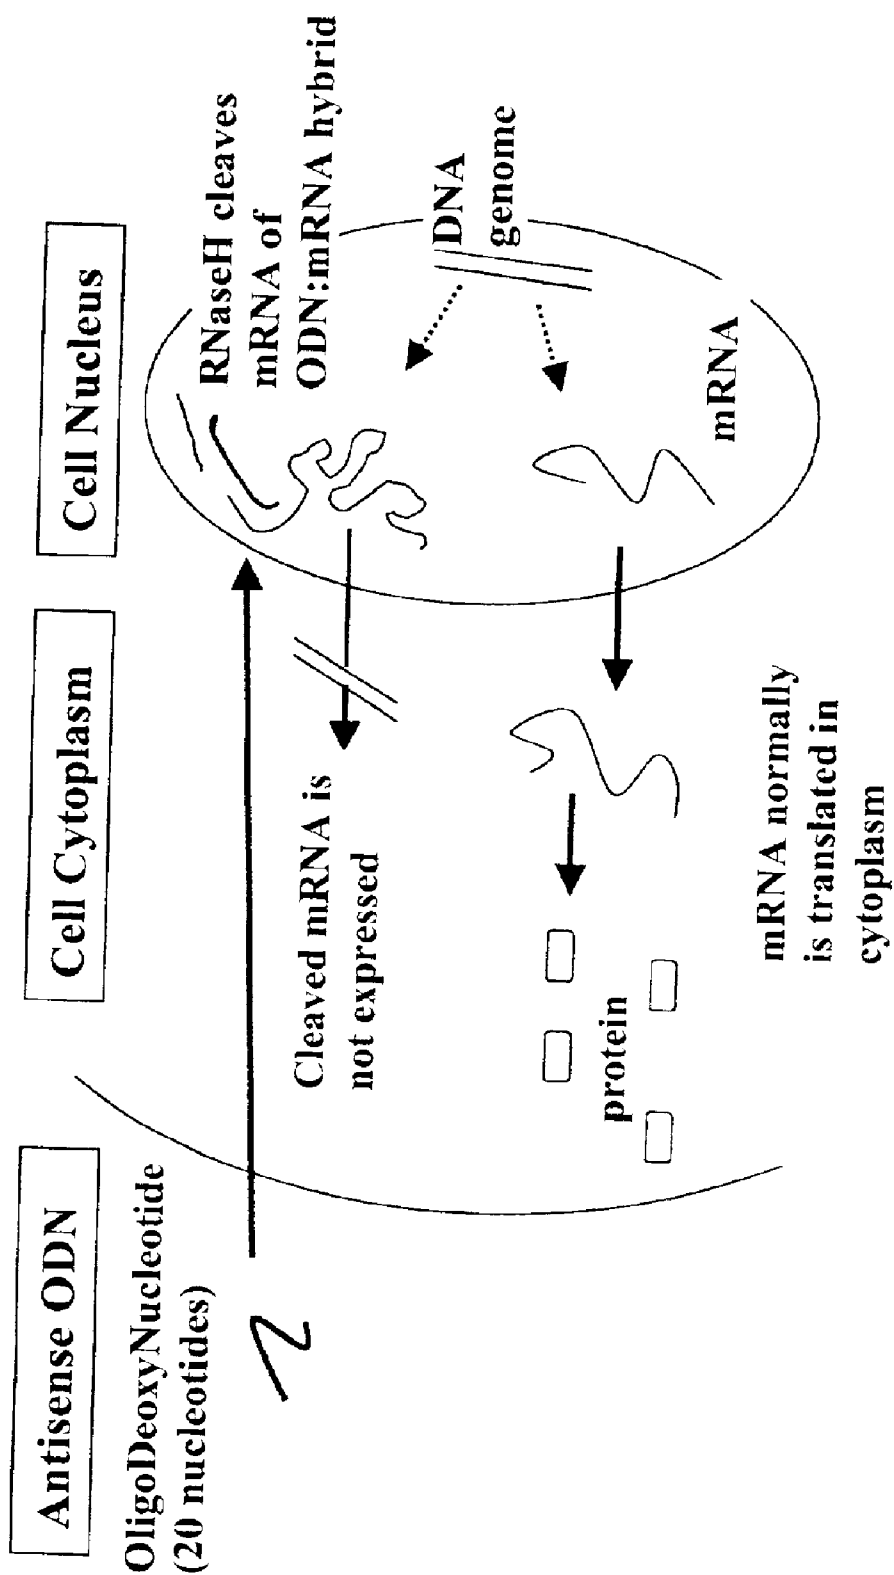 Antisense ODN
Cell Cytoplasm
Cell Nucleus
OligoDeoxyNucleotide
(20 nucleotides)
RNaseH cleaves
mRNA of
ODN:mRNA hybrid
Cleaved mRNA is
not expressed
DNA
genome
protein
mRNA
mRNA normally
is translated in
cytoplasm